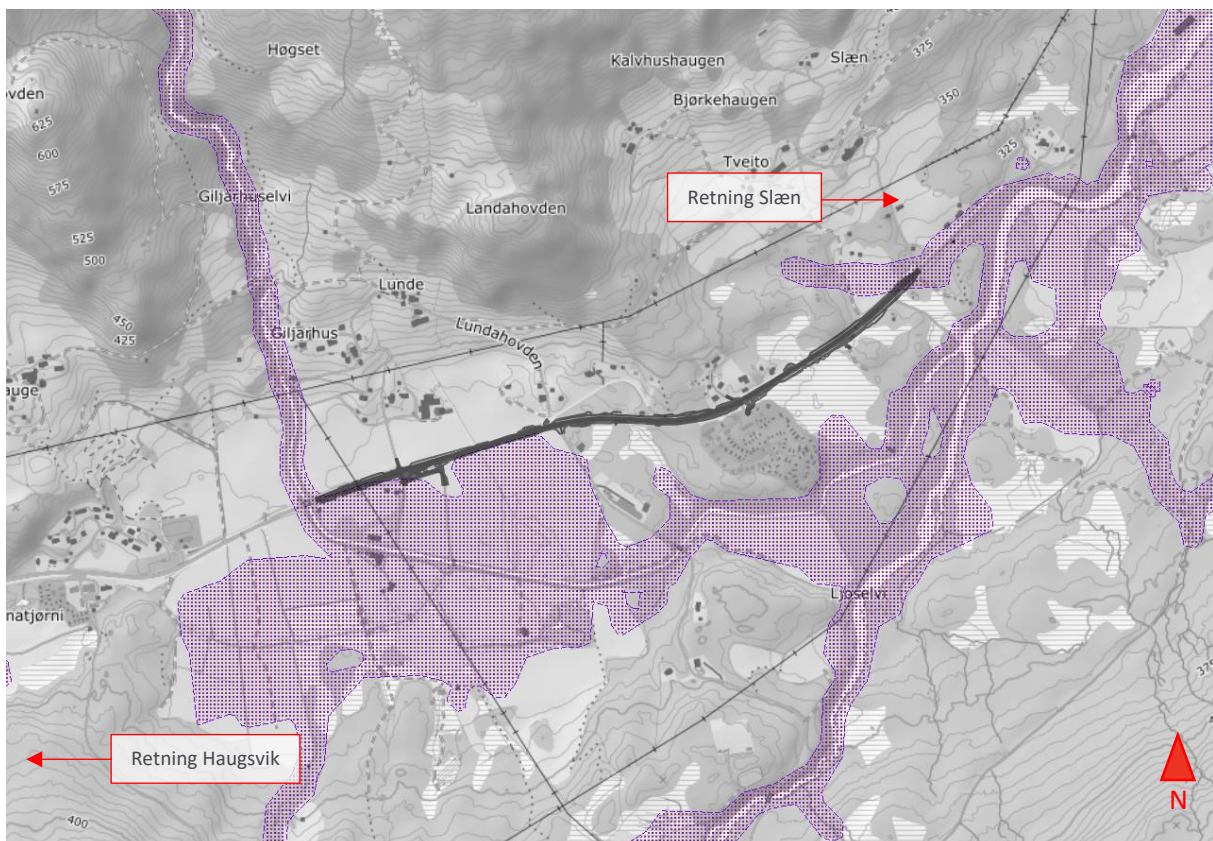 Høgset
Kalvhushaugen
Slæn
375
Bjørkehaugen
350
ovden
625
600
575
Tveito
325
Giljarhuselvi
Retning Slæn
Landahovden
525
500
Lunde
450
425
Giljarhus
Lundahovden
auge
Ljoselvi
natjørni
325
Retning Haugsvik
N
400